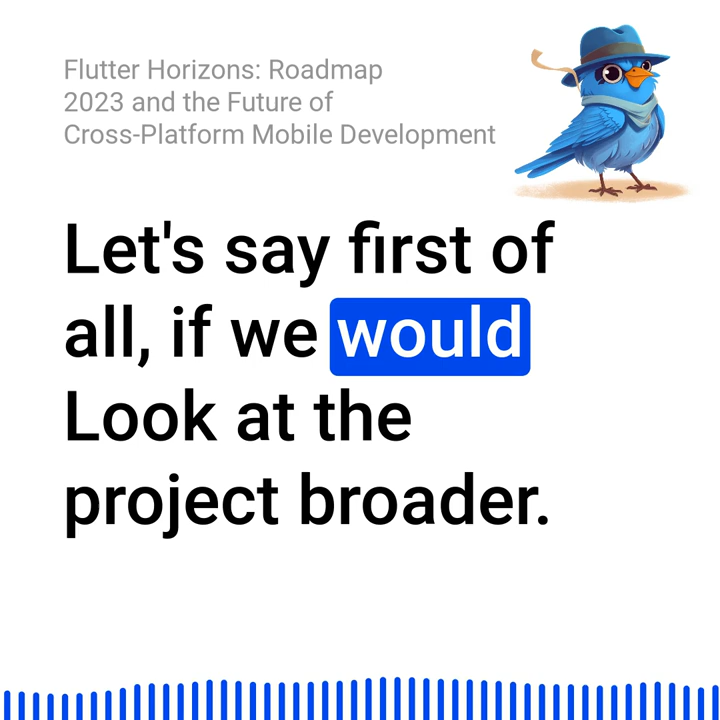 Flutter Horizons: Roadmap
2023 and the Future of
Cross-Platform Mobile Development
Let's say first of
all, if we would
Look at the
project broader.